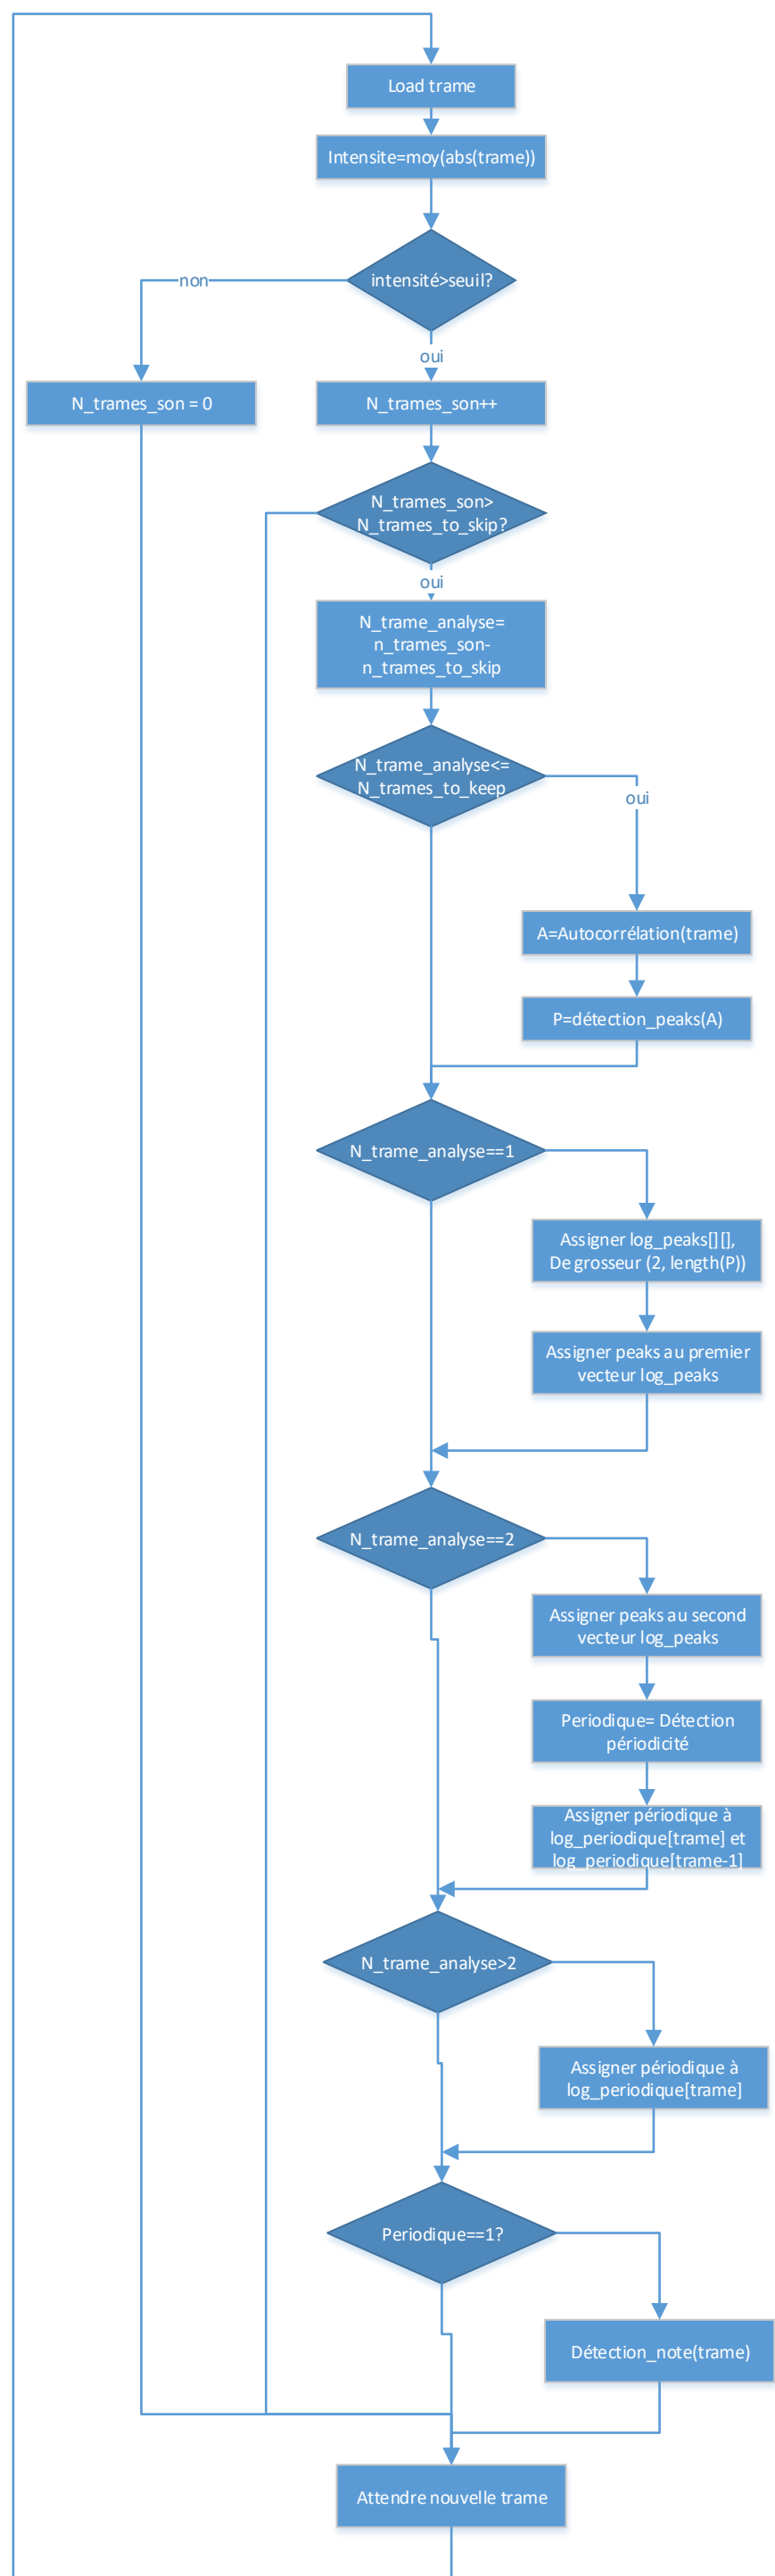 Load trame
Intensite=moy(abs(trame))
intensité>seuil?
non
oui
N_trames_son = 0
N_trames_son++
N_trames_son>
N_trames_to_skip?
oui
N_trame_analyse=
n_trames_son-
n_trames_to_skip
N_trame_analyse<=
N_trames_to_keep
oui
A=Autocorrélation(trame)
P=détection_peaks(A)
N_trame_analyse==1
Assigner log_peaks[][],
De grosseur (2, length(P))
Assigner peaks au premier
vecteur log_peaks
N_trame_analyse==2
Assigner peaks au second
vecteur log_peaks
Periodique= Détection
périodicité
Assigner périodique à
log_periodique[trame] et
log_periodique[trame-1]
N_trame_analyse>2
Assigner périodique à
log_periodique[trame]
Periodique==1?
Détection_note(trame)
Attendre nouvelle trame